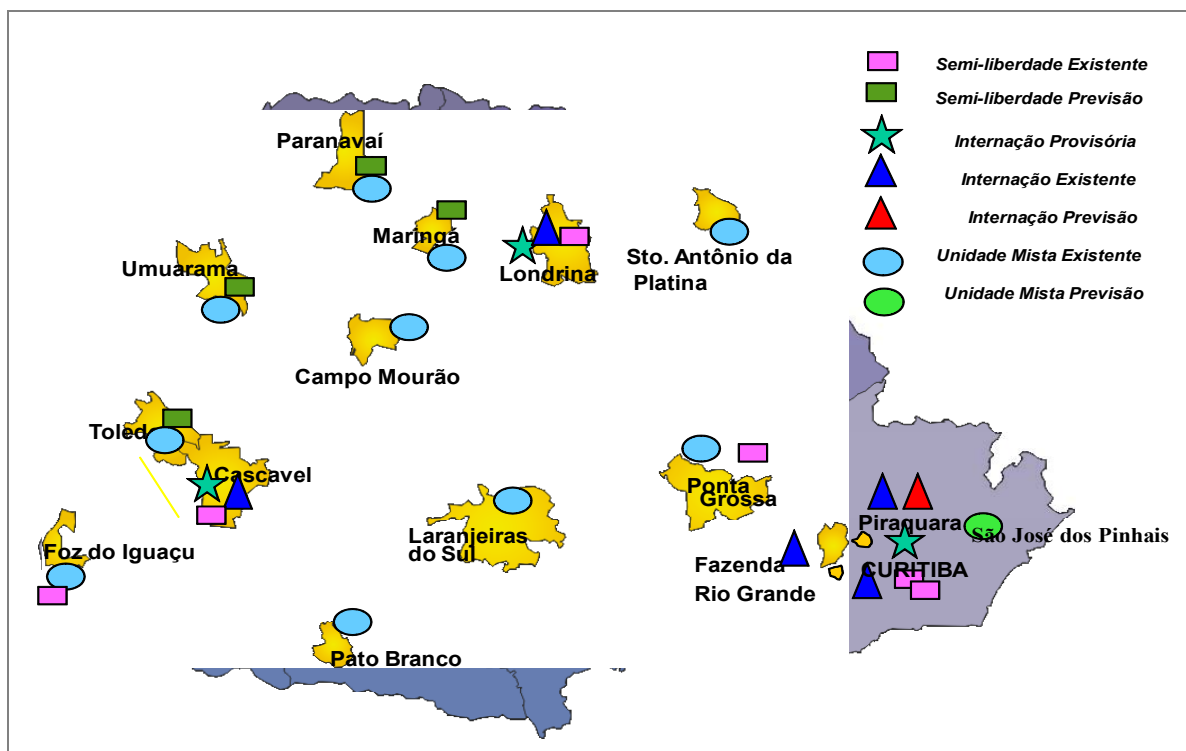 Semi-liberdade Existente
Semi-liberdade Previsão
Internação Provisória
Internação Existente
Internação Previsão
Unidade Mista Existente
Unidade Mista Previsão
Paranavaí
Maringá
Londrina
Sto. Antônio da
Platina
Umuarama
Campo Mourão
Toled
Cascavel
Ponta
Grossa
Laranjeiras
do Sul
Foz do Iguaçu
Piraquara
São José dos Pinhais
Fazenda
Rio Grande
CURITIBA
Pato Branco